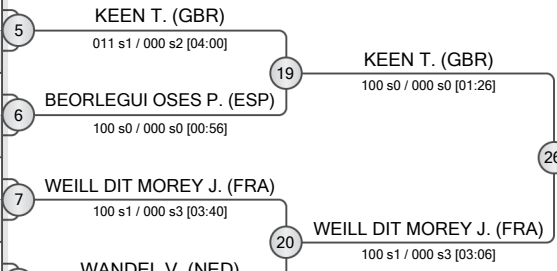 KEEN T. (GBR)
5
011 s1 / 000 s2 [04:00]
19
KEEN T. (GBR)
100 s0 / 000 s0 [01:26]
BEORLEGUI OSES P. (ESP)
6
100 s0 / 000 s0 [00:56]
26
WEILL DIT MOREY J. (FRA)
7
100 s1 / 000 s3 [03:40]
20
WEILL DIT MOREY J. (FRA)
100 s1 / 000 s3 [03:06]
WANDEL V. (NED)